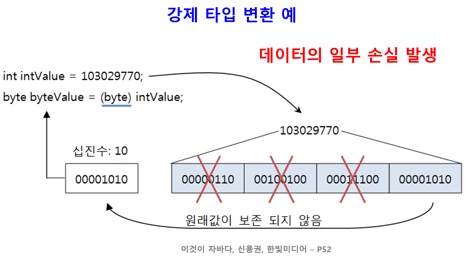 강제 타입 변환 예
데이터의 일부 손실 발생
int intValue = 103029770;
byte byteValue = (byte) intValue;
103029770
십진수: 10
00001010
00000110 00100100 00011100 00001010
원래값이 보존 되지 않음
이것이 자바다, 신용권, 한빛미디어 – P52